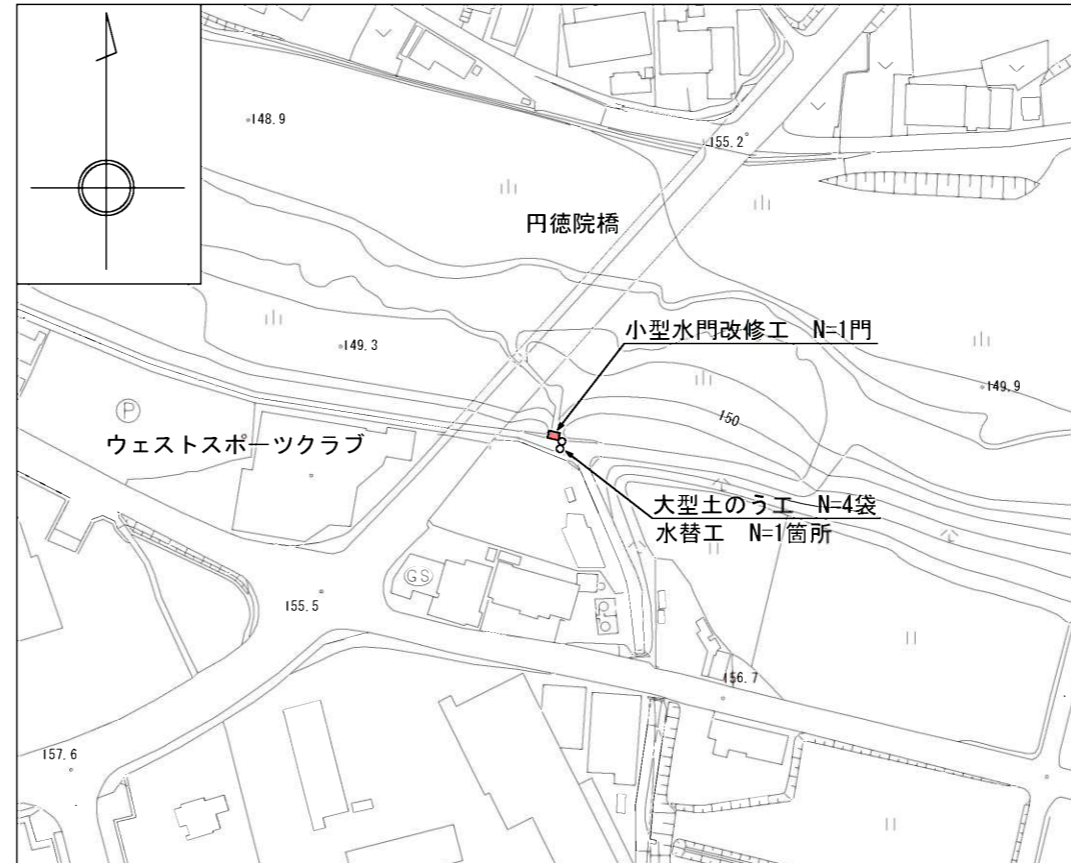 148.9
155.2
円徳院橋
小型水門改修工 N=1門
149.3
149.9
150
P
ウェストスポーツクラブ
大型土のう工 N=4袋
水替工 N=1箇所
GS
155.5
156.7
157.6